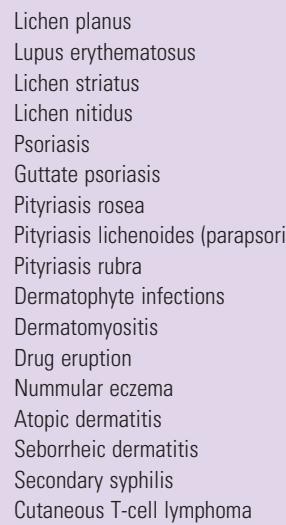 Lichen planus
Lupus erythematosus
Lichen striatus
Lichen nitidus
Psoriasis
Guttate psoriasis
Pityriasis rosea
Pityriasis lichenoides (parapsori
Pityriasis rubra
Dermatophyte infections
Dermatomyositis
Drug eruption
Nummular eczema
Atopic dermatitis
Seborrheic dermatitis
Secondary syphilis
Cutaneous T-cell lymphoma